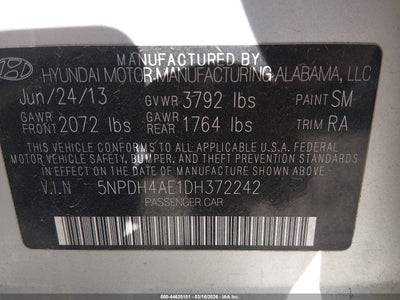 MANUFACTURED BY
HYUNDAI MOTOR MANUFACTURING ALABAMA, LLC
Jun/24/13 GVWR 3792 lbs PAINT SM
GAWR FRONT 2072 lbs GAWR REAR 1764 lbs TRIM RA
THIS VEHICLE CONFORMS TO ALL APPLICABLE U.S.A FEDERAL
MOTOR VEHICLE SAFETY, BUMPER, AND THEFT PREVENTION
STANDARDS IN EFFECT ON THE DATE OF MANUFACTURE SHOWN ABOVE.
V.I.N 5NPDH4AE1DH372242
PASSENGER CAR
000-44620101 | 03/16/2026 | IAA